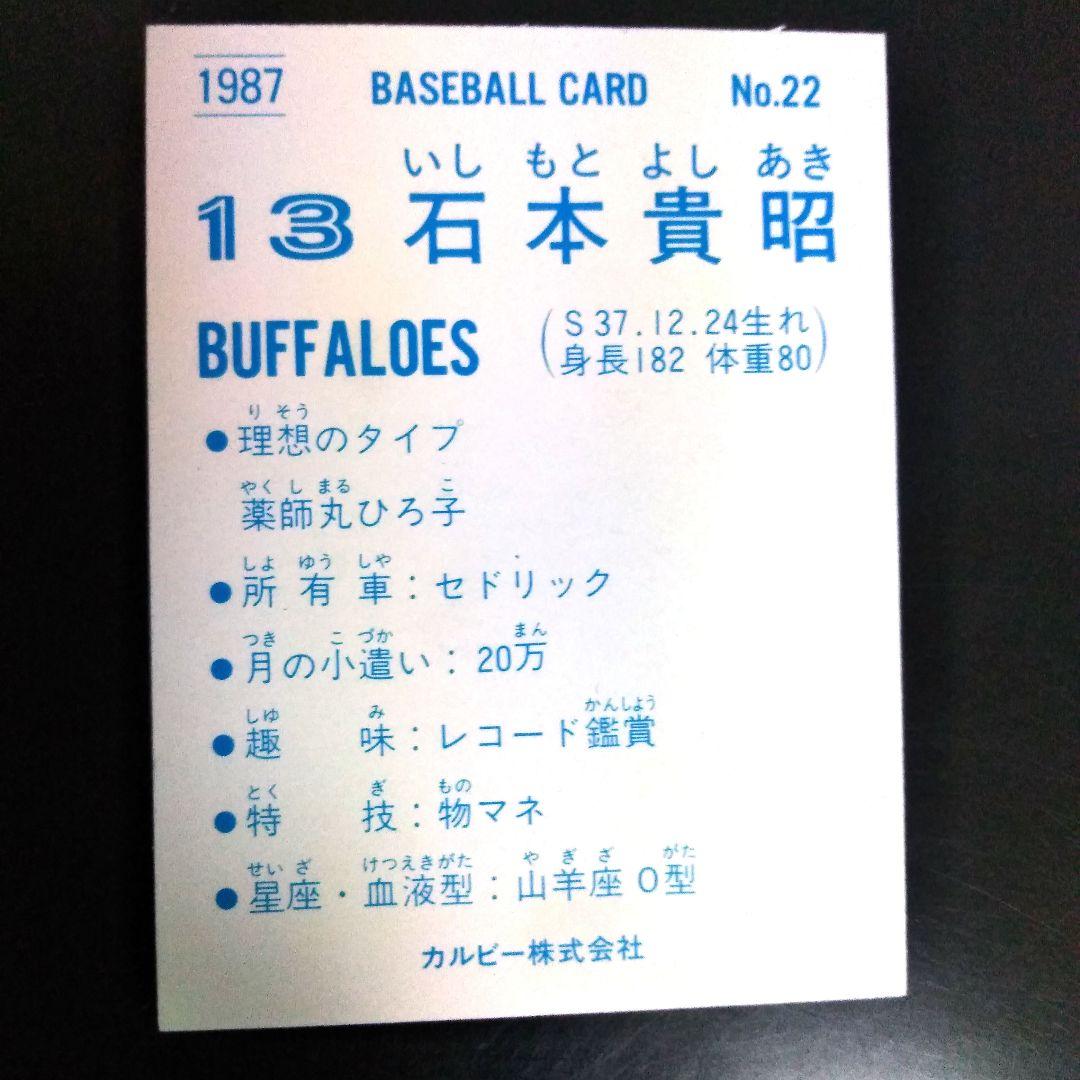 1987 BASEBALL CARD No.22
いし もと よし あき
13 石本貴昭
BUFFALOES
(S37.12.24生れ
身長182 体重80)
り そう
●理想のタイプ
やく し まる こ
薬師丸ひろ子
しよ ゆう しや
●所有車：セドリック
つき こ づか まん
●月の小遣い：20万
しゆ み かんしよう
●趣味：レコード鑑賞
とく ぎ もの
●特技：物マネ
せい ざ けつえきがた や ぎ ざ がた
●星座・血液型：山羊座 O型
カルビー株式会社